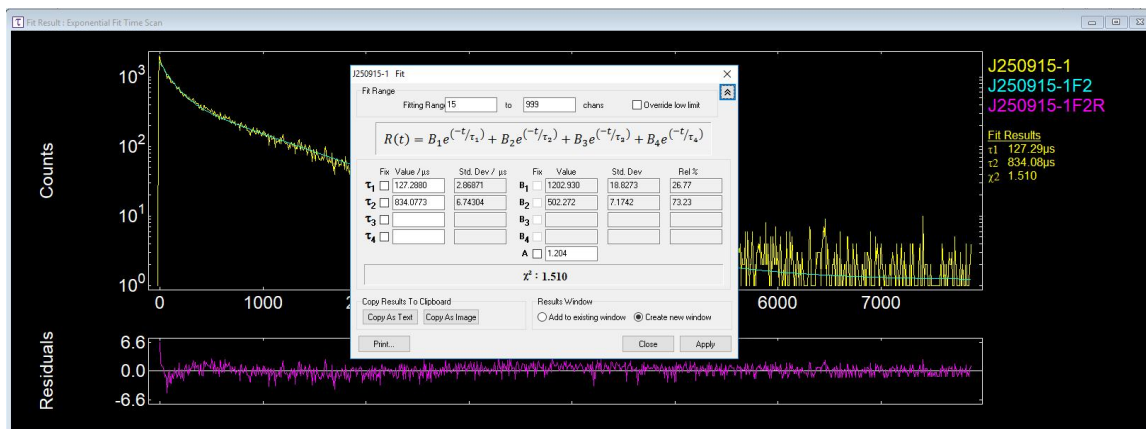 Fit Result : Exponential Fit Time Scan
J250915-1 Fit
Fit Range
Fitting Rang 15 to 999 chans Override low limit
R(t) = B₁e^(-t/τ₁) + B₂e^(-t/τ₂) + B₃e^(-t/τ₃) + B₄e^(-t/τ₄)
Fix Value / µs Std. Dev / µs Fix Value Std. Dev Rel %
τ₁ 127.2880 2.86871 B₁ 1202.930 18.8273 26.77
τ₂ 834.0773 6.74304 B₂ 502.272 7.1742 73.23
τ₃ B₃
τ₄ B₄
A 1.204
χ² : 1.510
Copy Results To Clipboard
Copy As Text Copy As Image
Results Window
Add to existing window Create new window
Print... Close Apply
J250915-1
J250915-1F2
J250915-1F2R
Fit Results
τ1 127.29µs
τ2 834.08µs
χ2 1.510
Counts
10³
10²
10¹
10⁰
0 1000 2 6000 7000
Residuals
6.6
0.0
-6.6